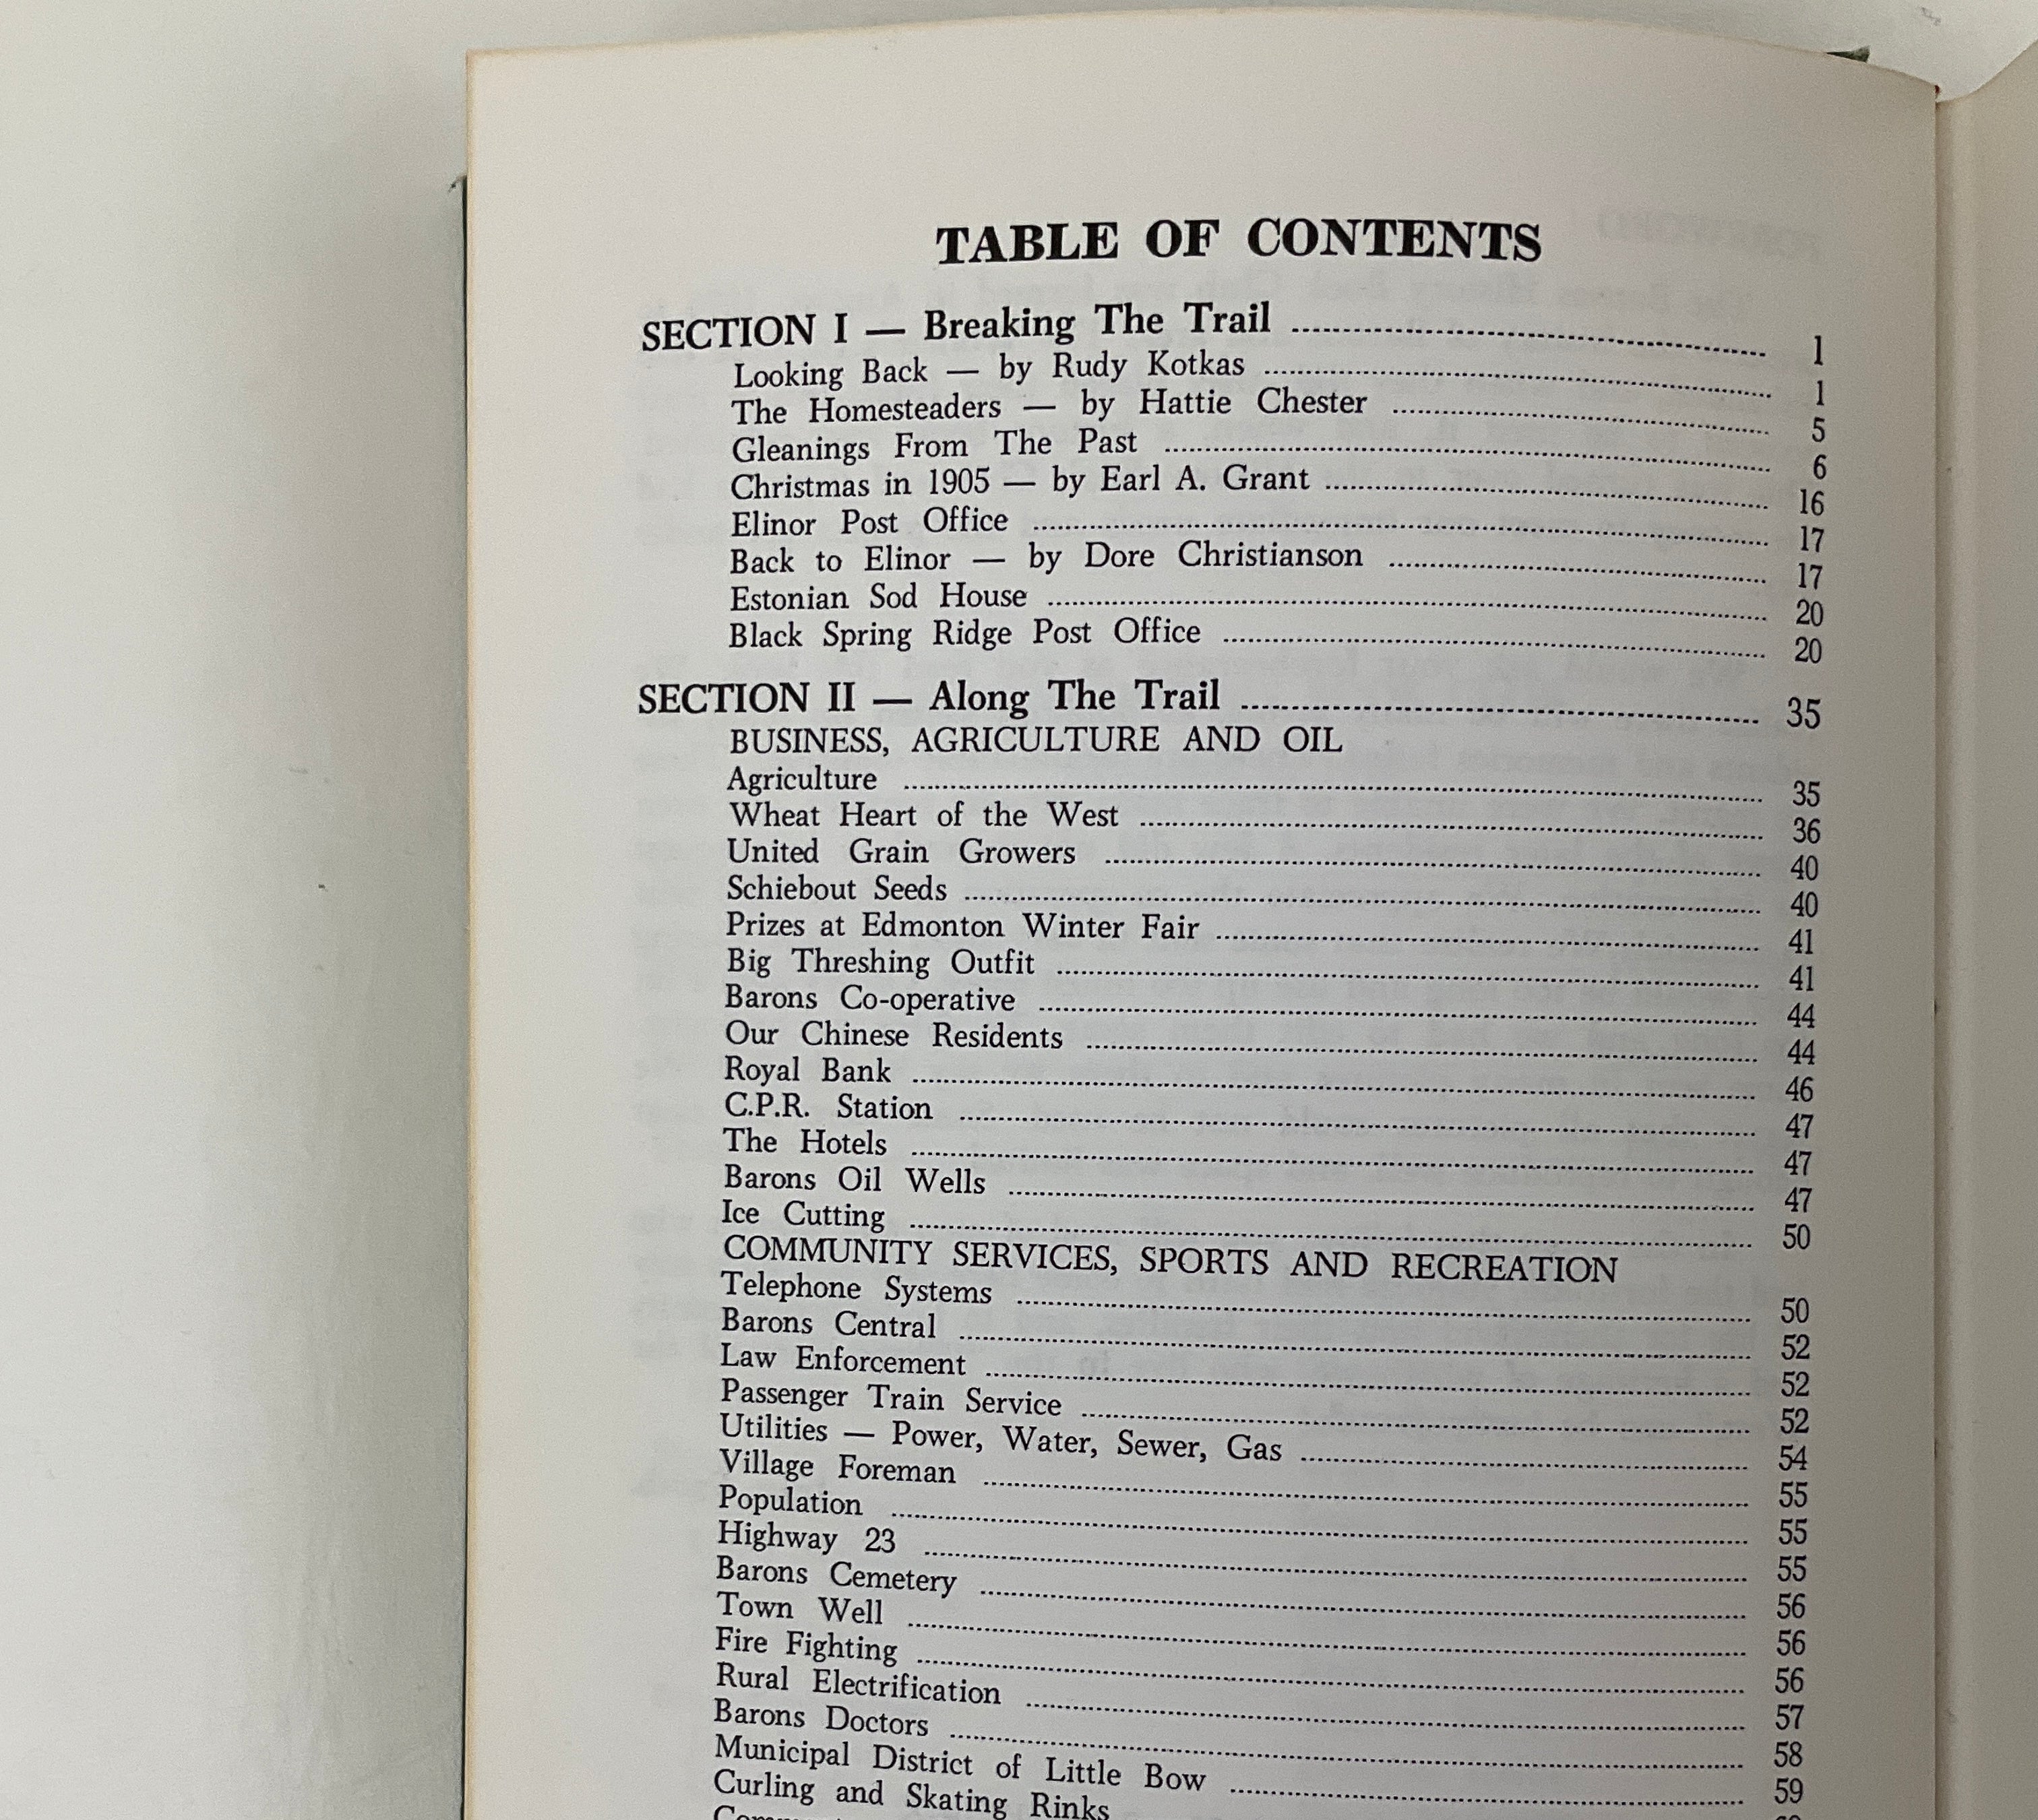 TABLE OF CONTENTS
SECTION I — Breaking The Trail ........ 1
Looking Back — by Rudy Kotkas ........ 1
The Homesteaders — by Hattie Chester ........ 5
Gleanings From The Past ........ 6
Christmas in 1905 — by Earl A. Grant ........ 16
Elinor Post Office ........ 17
Back to Elinor — by Dore Christianson ........ 17
Estonian Sod House ........ 20
Black Spring Ridge Post Office ........ 20
SECTION II — Along The Trail ........ 35
BUSINESS, AGRICULTURE AND OIL
Agriculture ........ 35
Wheat Heart of the West ........ 36
United Grain Growers ........ 40
Schiebout Seeds ........ 40
Prizes at Edmonton Winter Fair ........ 41
Big Threshing Outfit ........ 41
Barons Co-operative ........ 44
Our Chinese Residents ........ 44
Royal Bank ........ 46
C.P.R. Station ........ 47
The Hotels ........ 47
Barons Oil Wells ........ 47
Ice Cutting ........ 50
COMMUNITY SERVICES, SPORTS AND RECREATION
Telephone Systems ........ 50
Barons Central ........ 52
Law Enforcement ........ 52
Passenger Train Service ........ 52
Utilities — Power, Water, Sewer, Gas ........ 54
Village Foreman ........ 55
Population ........ 55
Highway 23 ........ 55
Barons Cemetery ........ 56
Town Well ........ 56
Fire Fighting ........ 56
Rural Electrification ........ 57
Barons Doctors ........ 58
Municipal District of Little Bow ........ 59
Curling and Skating Rinks